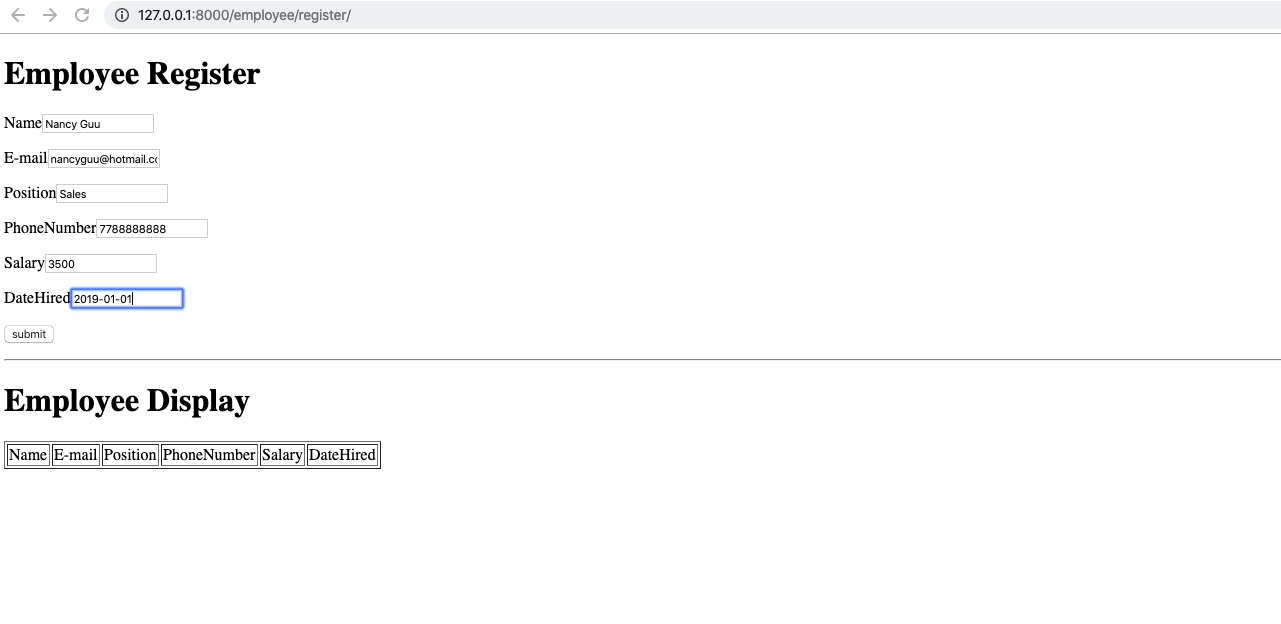 127.0.0.1:8000/employee/register/
Employee Register
Name Nancy Guu
E-mail nancyguu@hotmail.co
Position Sales
PhoneNumber 7788888888
Salary 3500
DateHired 2019-01-01
submit
Employee Display
Name E-mail Position PhoneNumber Salary DateHired